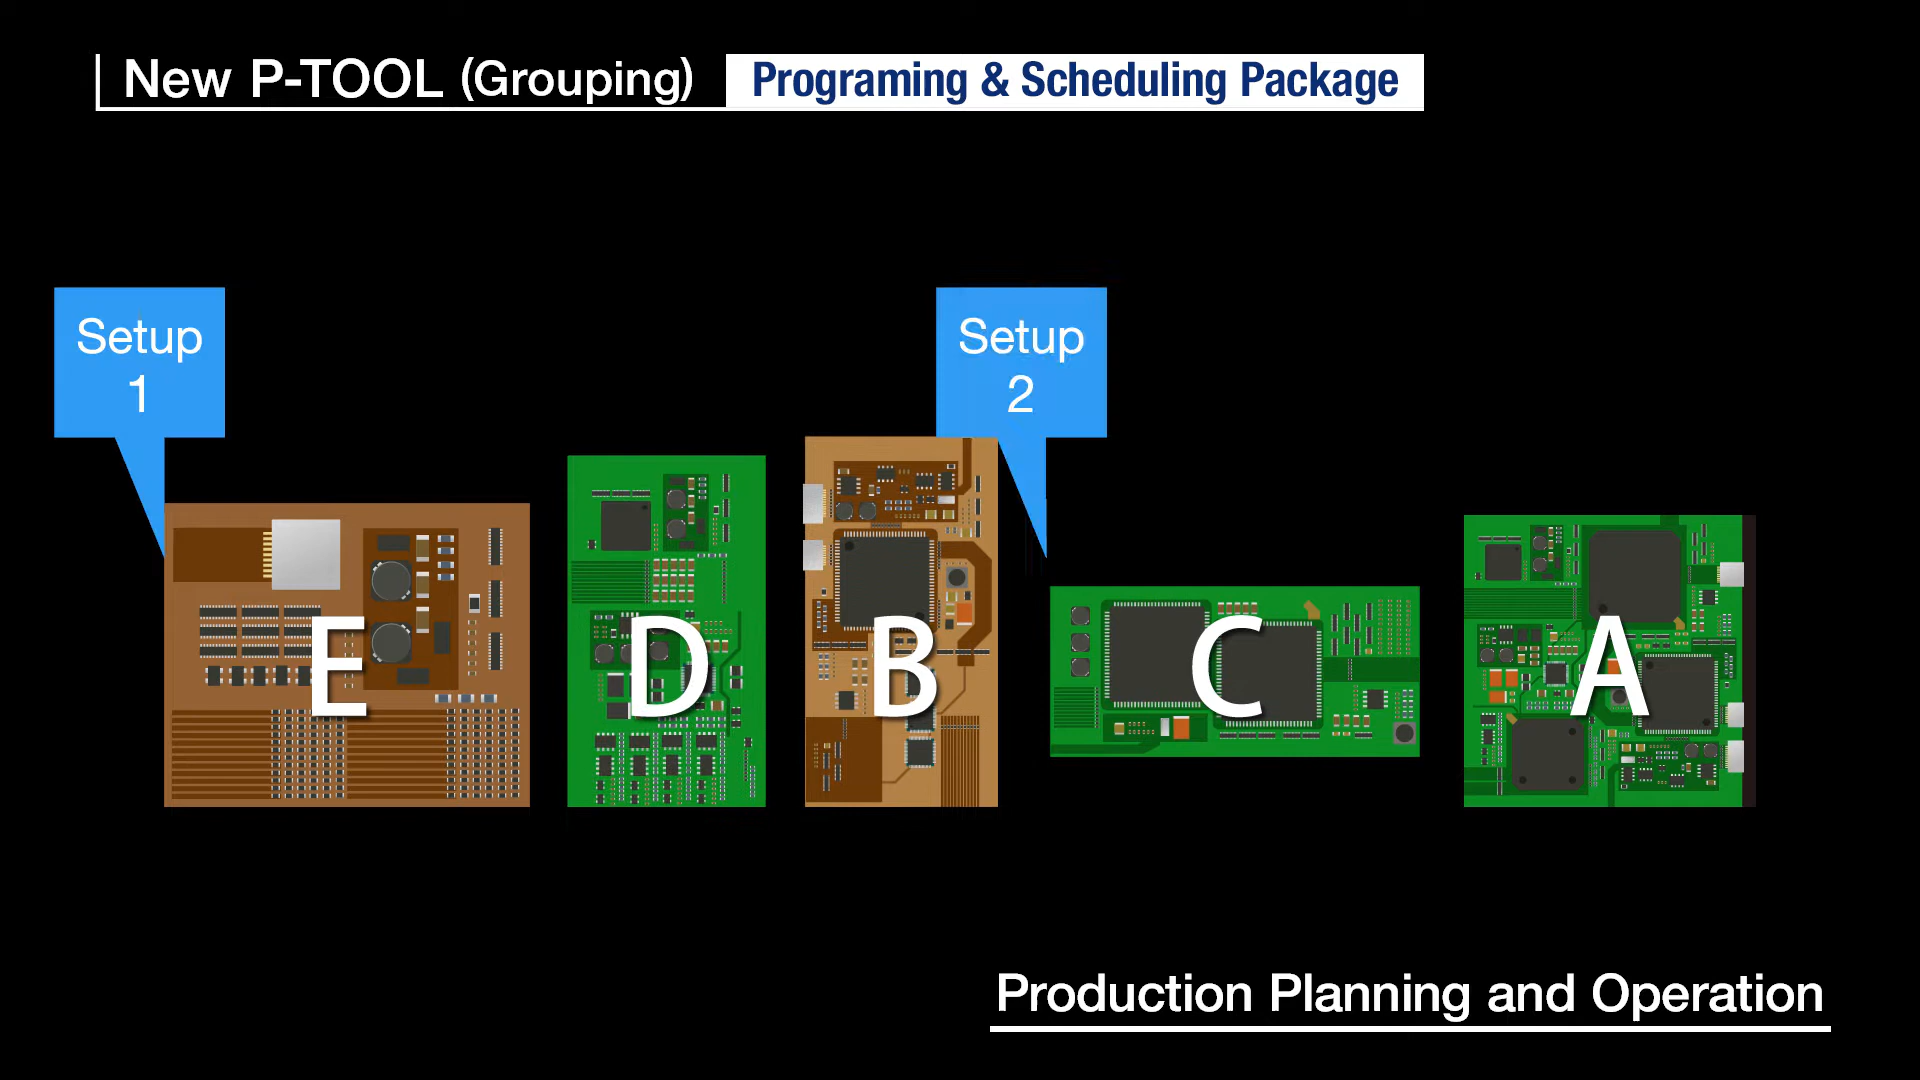 New P-TOOL (Grouping) Programing & Scheduling Package
Setup
1
Setup
2
E D B C A
Production Planning and Operation